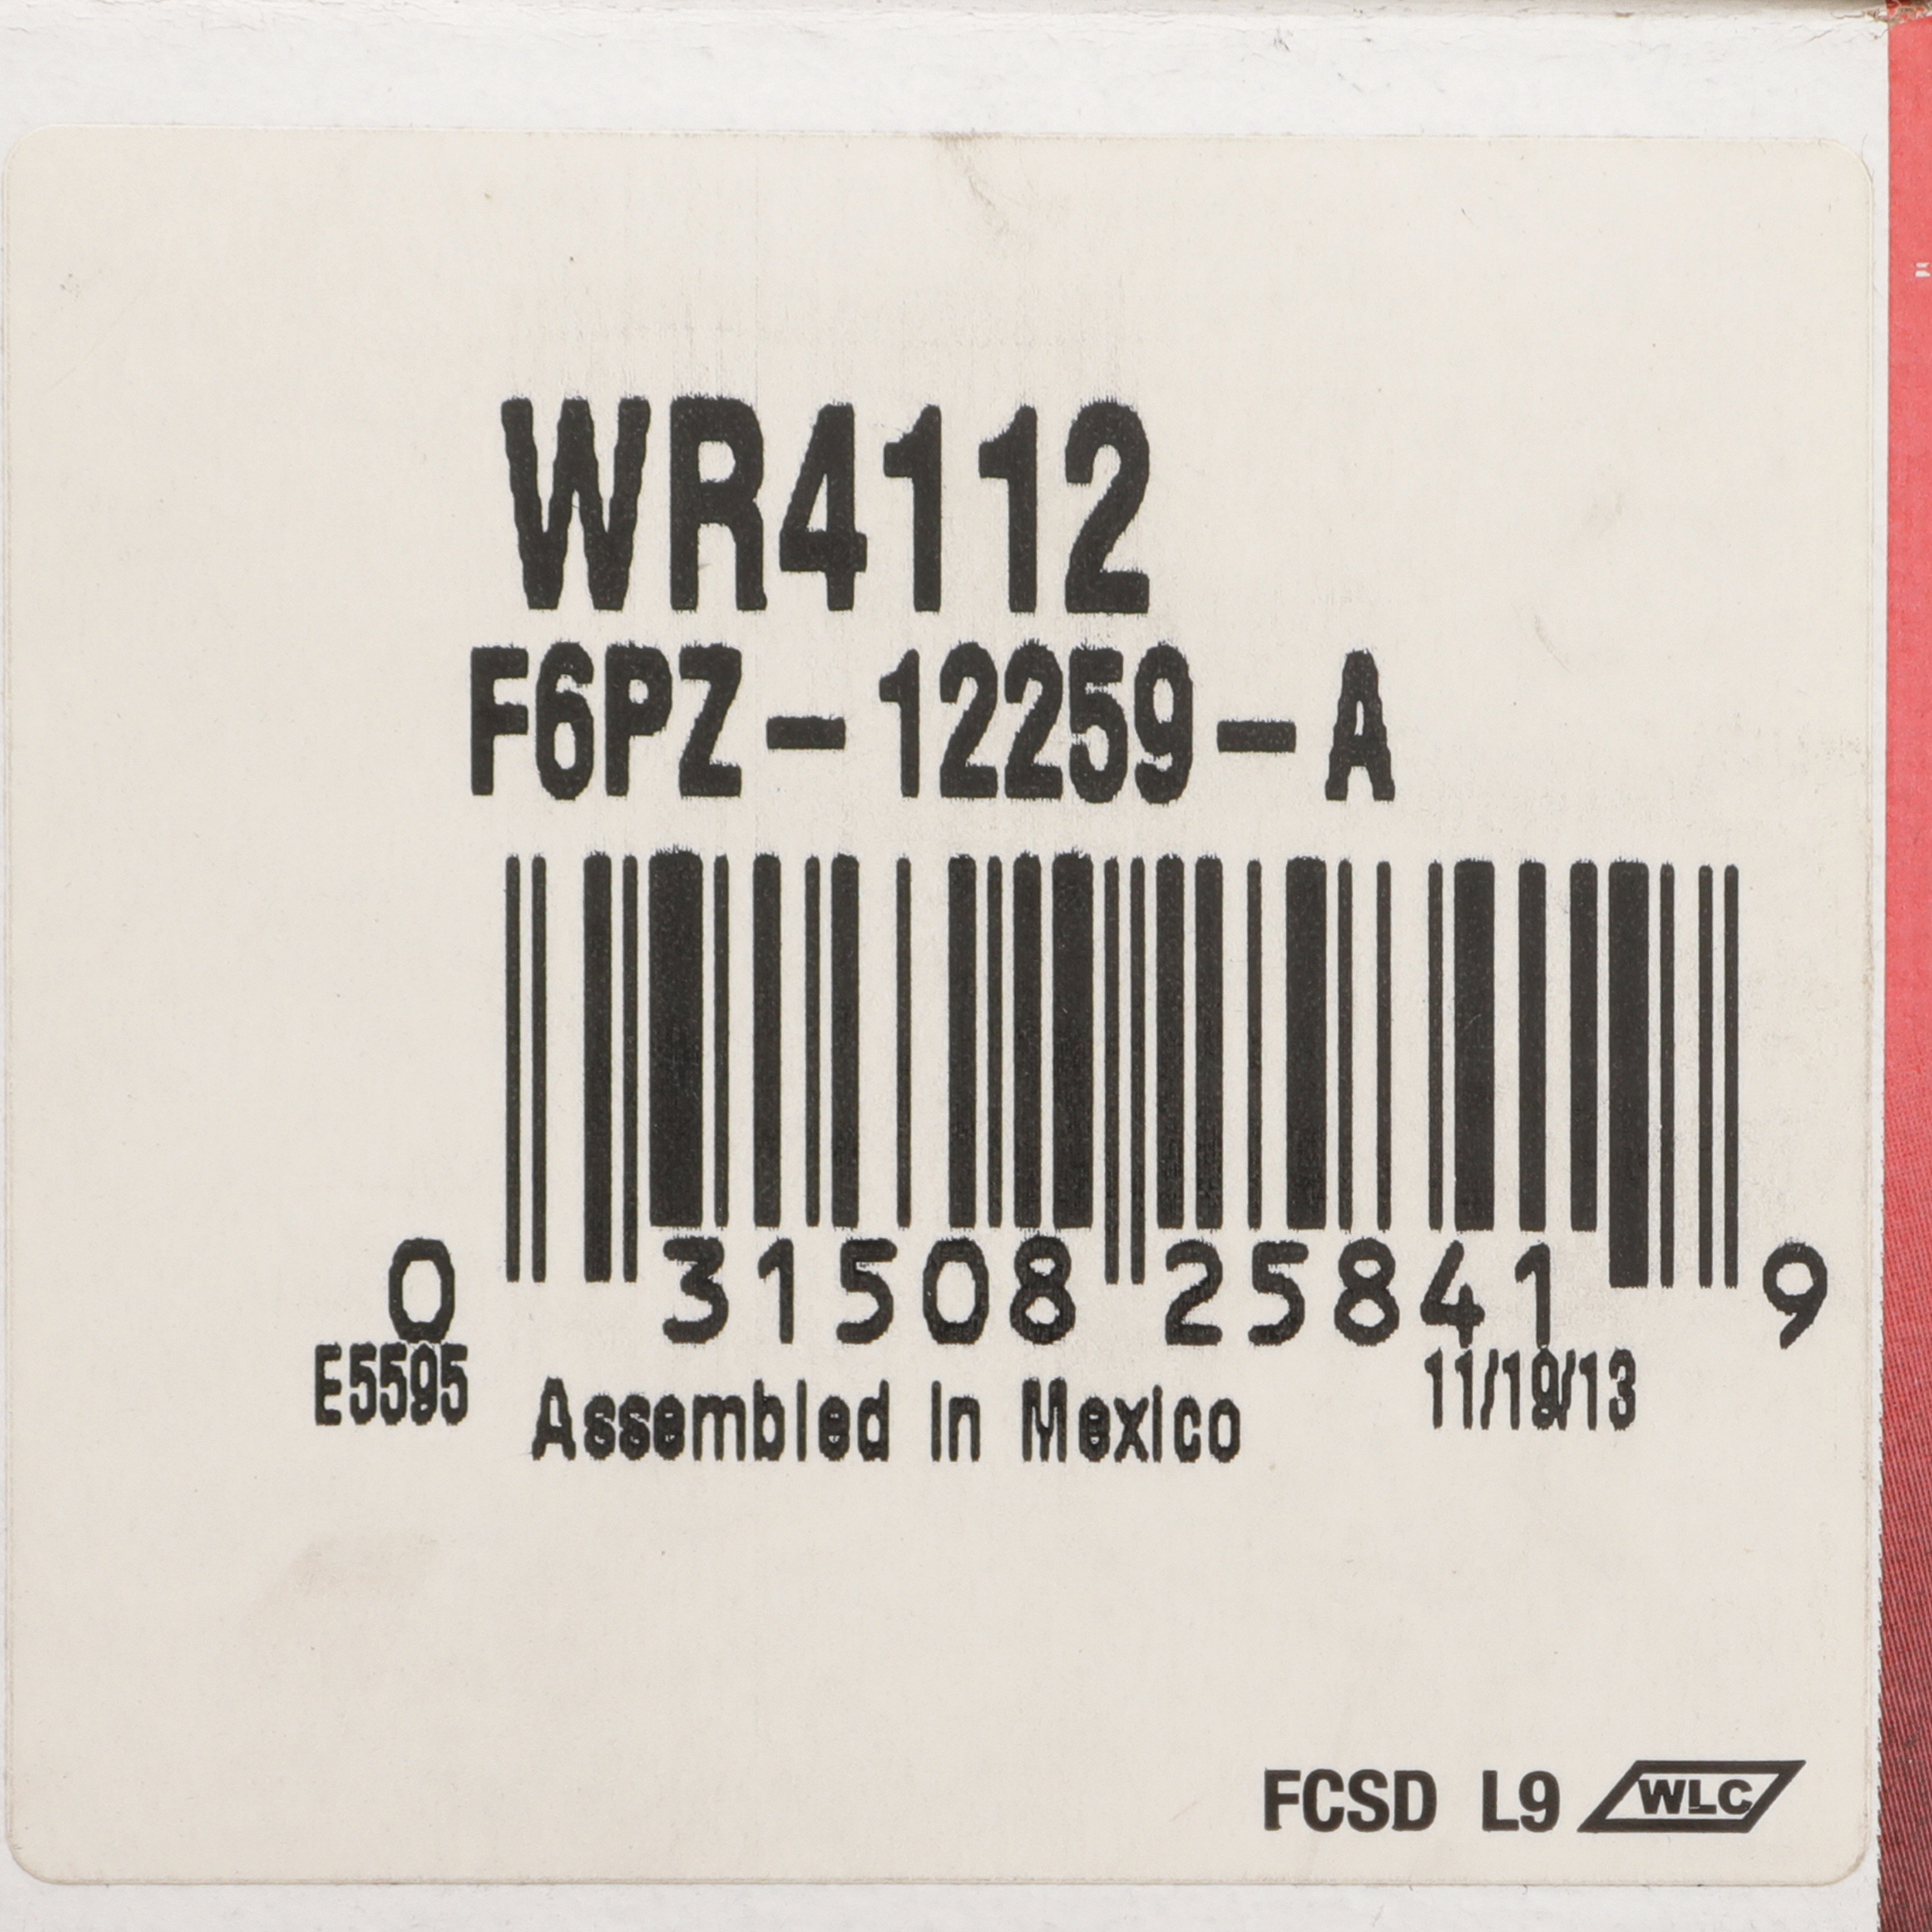 WR4112
F6PZ-12259-A
0 31508 25841 9
E5595 Assembled in Mexico 11/19/13
FCSD L9 WLC